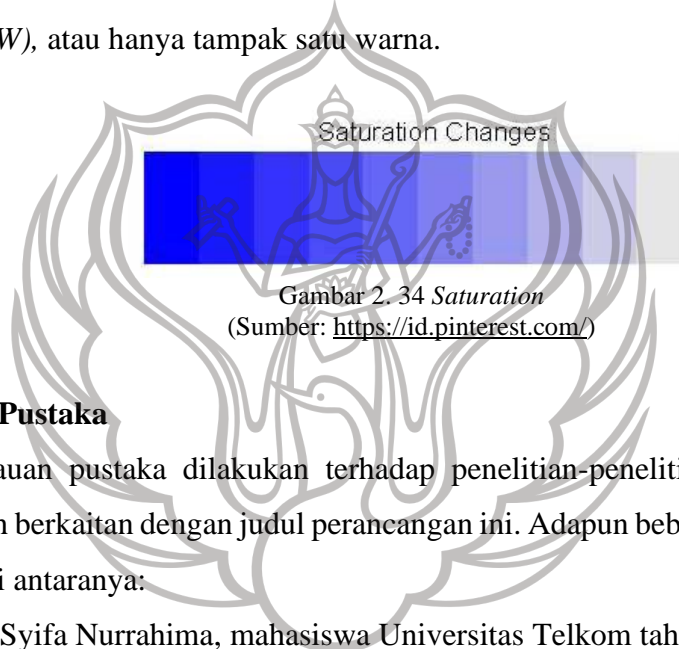 W), atau hanya tampak satu warna.
Saturation Changes
Gambar 2. 34 Saturation
(Sumber: https://id.pinterest.com/)
Pustaka
auan pustaka dilakukan terhadap penelitian-peneliti
berkaitan dengan judul perancangan ini. Adapun beb
antaranya:
Syifa Nurrahima, mahasiswa Universitas Telkom tah